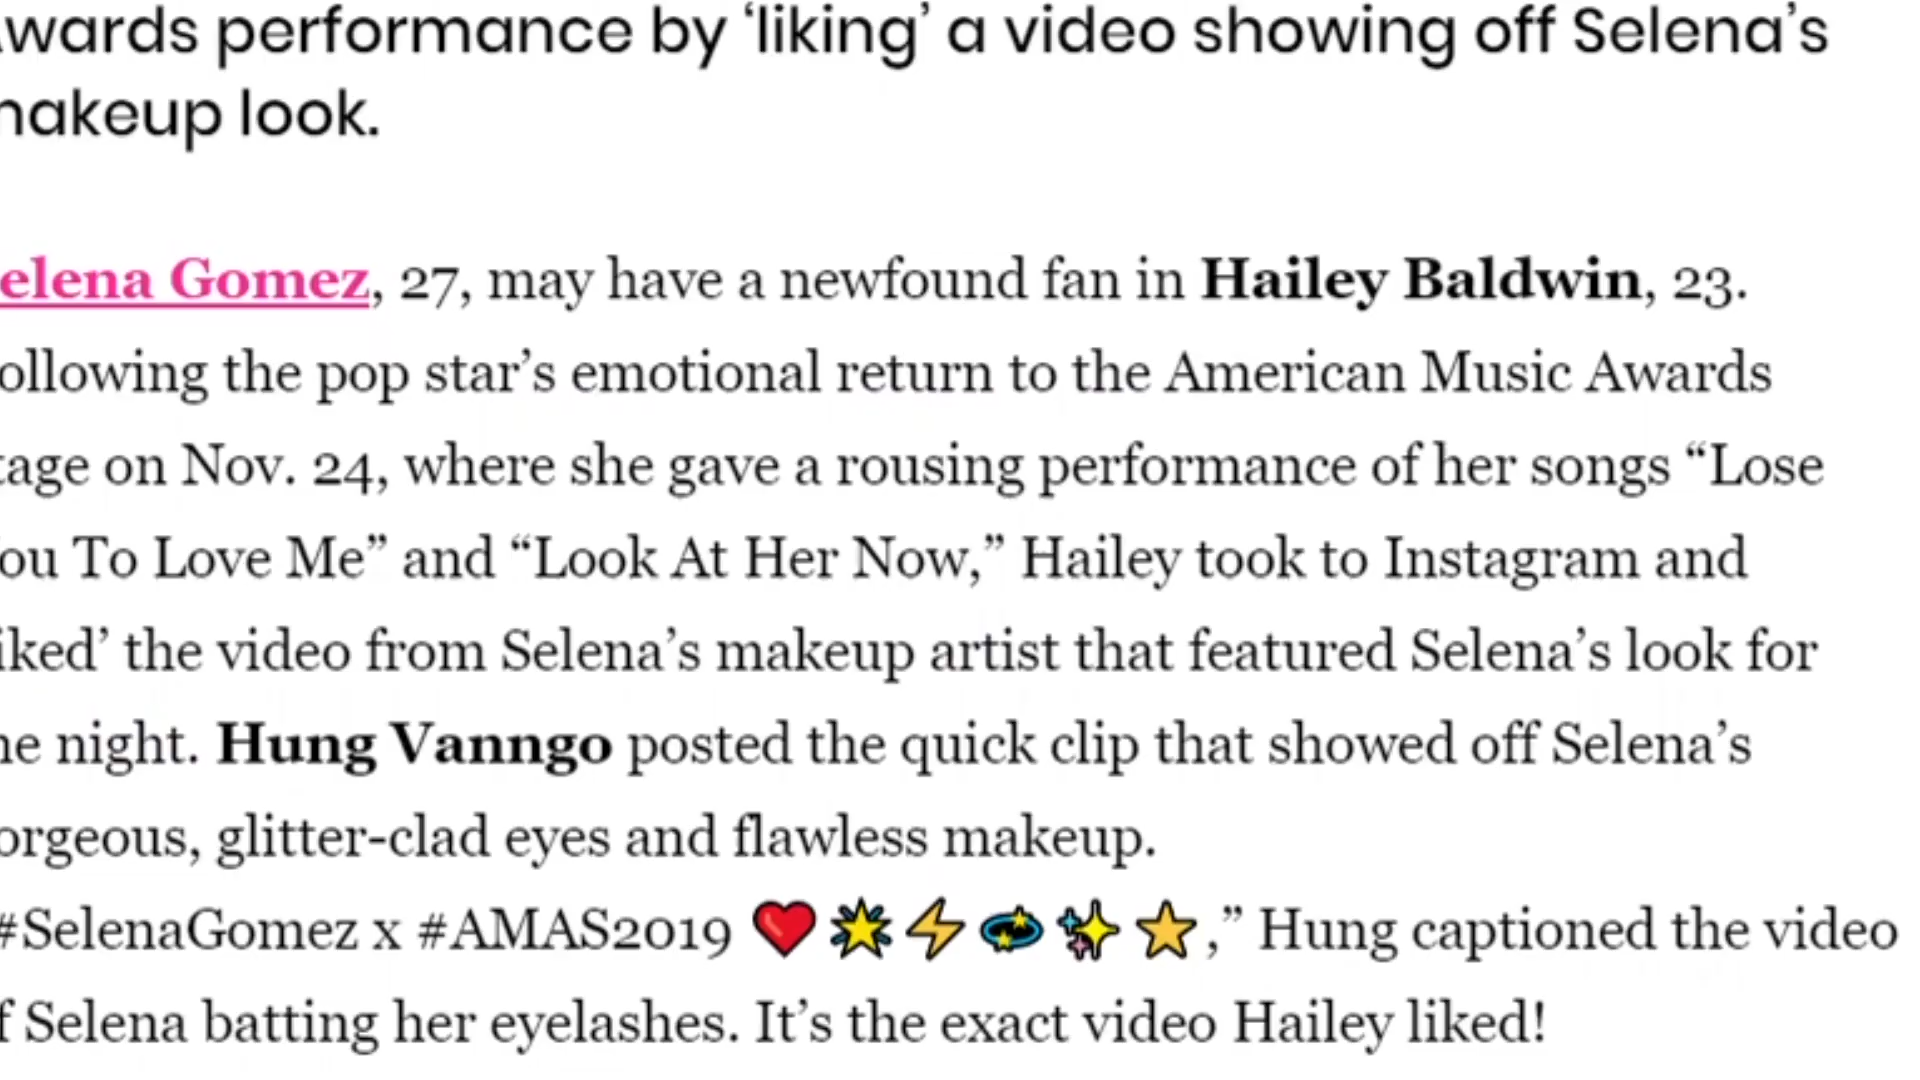 wards performance by ‘liking’ a video showing off Selena’s
makeup look.
elena Gomez, 27, may have a newfound fan in Hailey Baldwin, 23.
ollowing the pop star’s emotional return to the American Music Awards
tage on Nov. 24, where she gave a rousing performance of her songs “Lose
ou To Love Me” and “Look At Her Now,” Hailey took to Instagram and
iked’ the video from Selena’s makeup artist that featured Selena’s look for
he night. Hung Vanngo posted the quick clip that showed off Selena’s
orgeous, glitter-clad eyes and flawless makeup.
#SelenaGomez x #AMAS2019 ❤️🌟⚡💫✨⭐,” Hung captioned the video
f Selena batting her eyelashes. It’s the exact video Hailey liked!